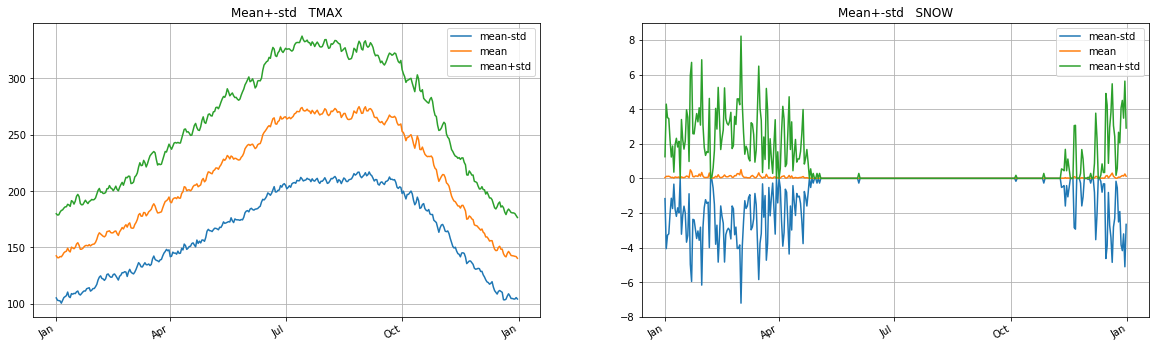 Mean+-std   TMAX
mean-std
mean
mean+std
300
250
200
150
100
Jan
Apr
Jul
Oct
Jan
Mean+-std   SNOW
mean-std
mean
mean+std
8
6
4
2
0
−2
−4
−6
−8
Jan
Apr
Jul
Oct
Jan